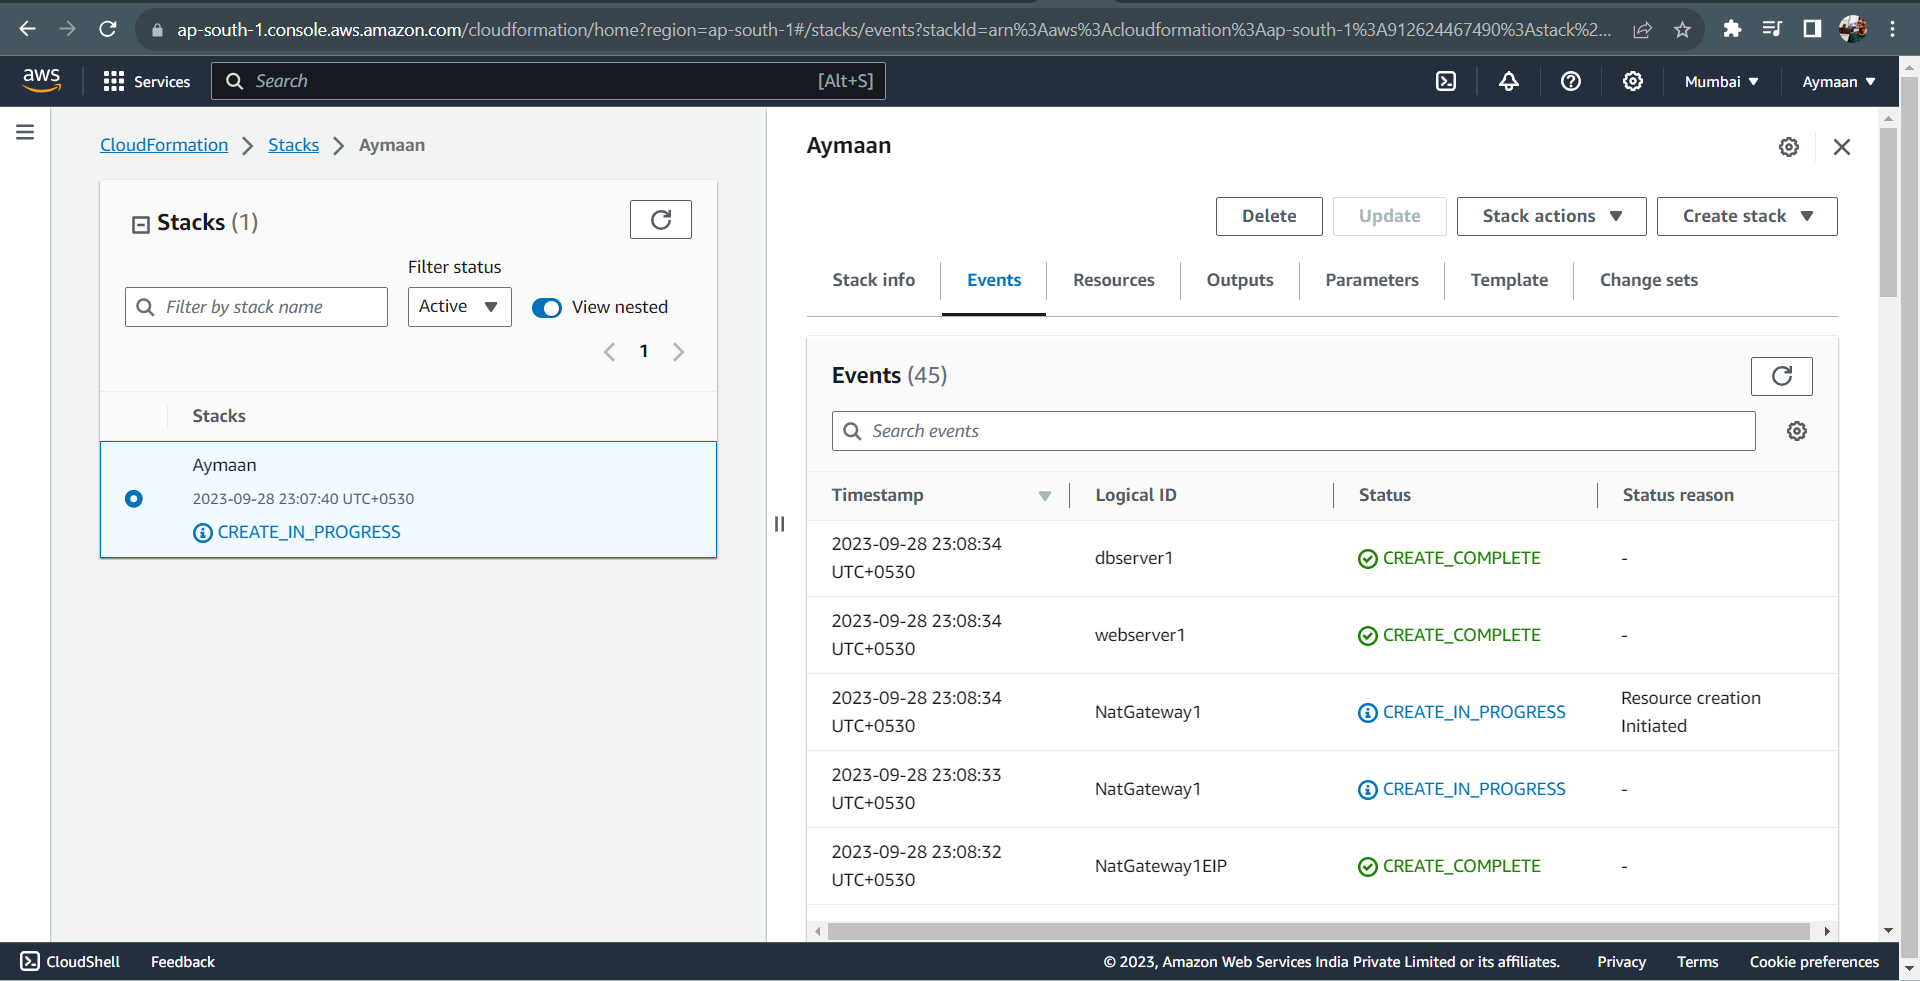 ap-south-1.console.aws.amazon.com/cloudformation/home?region=ap-south-1#/stacks/events?stackId=arn%3Aaws%3Acloudformation%3Aap-south-1%3A912624467490%3Astack%2...
aws
Services
Search
[Alt+S]
Mumbai
Aymaan
CloudFormation
Stacks
Aymaan
Stacks (1)
Filter status
Filter by stack name
Active
View nested
1
Stacks
Aymaan
2023-09-28 23:07:40 UTC+0530
CREATE_IN_PROGRESS
Aymaan
Delete
Update
Stack actions
Create stack
Stack info
Events
Resources
Outputs
Parameters
Template
Change sets
Events (45)
Search events
Timestamp
Logical ID
Status
Status reason
2023-09-28 23:08:34
UTC+0530
dbserver1
CREATE_COMPLETE
-
2023-09-28 23:08:34
UTC+0530
webserver1
CREATE_COMPLETE
-
2023-09-28 23:08:34
UTC+0530
NatGateway1
CREATE_IN_PROGRESS
Resource creation
Initiated
2023-09-28 23:08:33
UTC+0530
NatGateway1
CREATE_IN_PROGRESS
-
2023-09-28 23:08:32
UTC+0530
NatGateway1EIP
CREATE_COMPLETE
-
CloudShell
Feedback
© 2023, Amazon Web Services India Private Limited or its affiliates.
Privacy
Terms
Cookie preferences